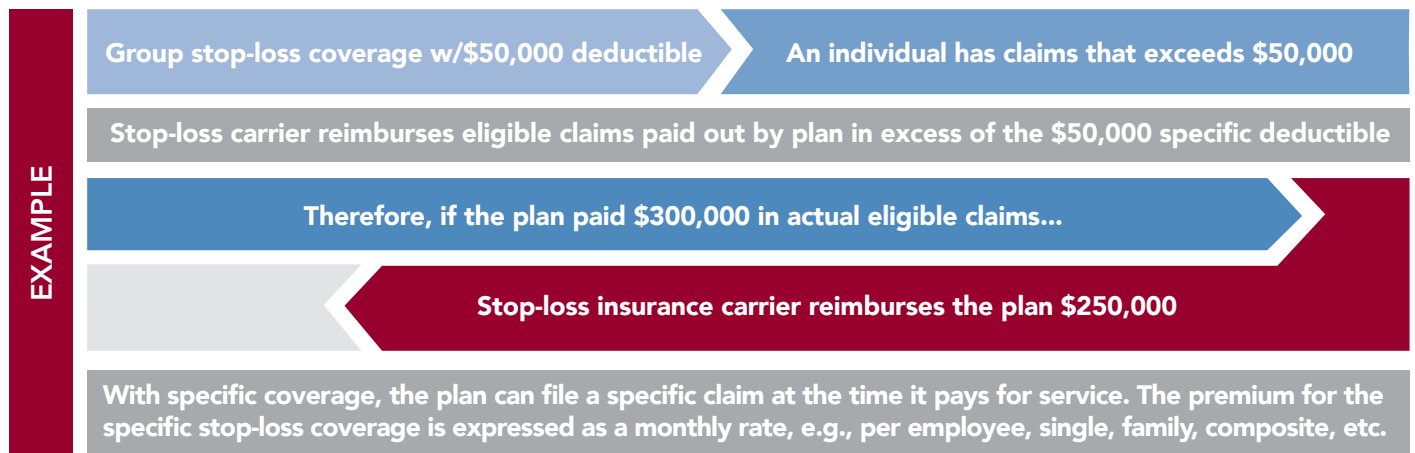 EXAMPLE
Group stop-loss coverage w/$50,000 deductible
An individual has claims that exceeds $50,000
Stop-loss carrier reimburses eligible claims paid out by plan in excess of the $50,000 specific deductible
Therefore, if the plan paid $300,000 in actual eligible claims...
Stop-loss insurance carrier reimburses the plan $250,000
With specific coverage, the plan can file a specific claim at the time it pays for service. The premium for the
specific stop-loss coverage is expressed as a monthly rate, e.g., per employee, single, family, composite, etc.